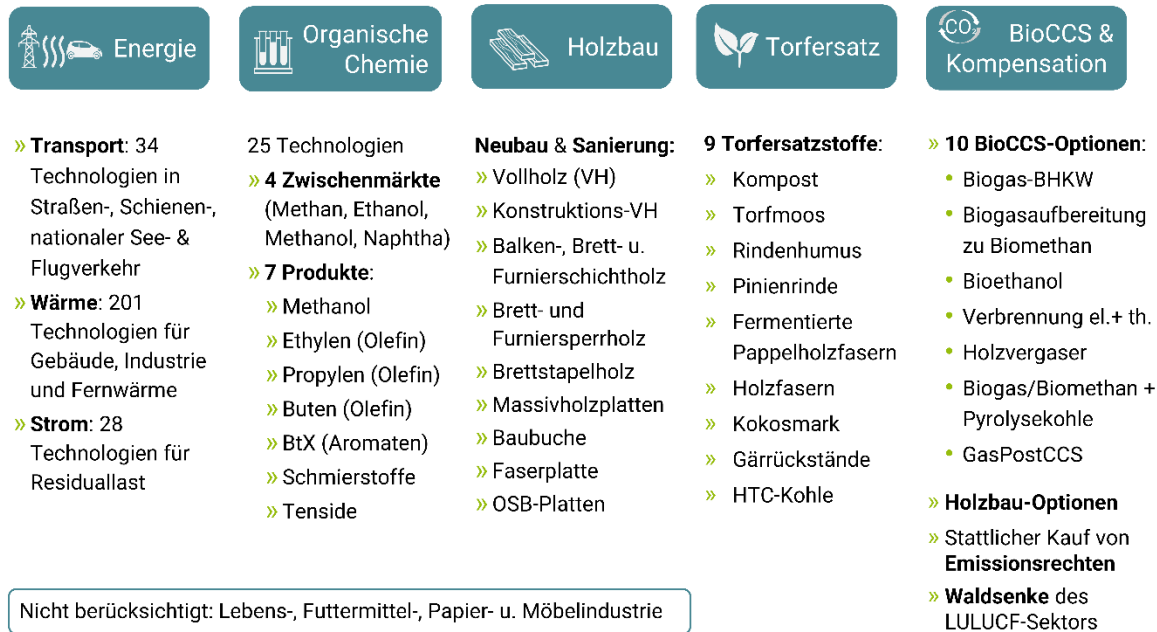 Energie
» Transport: 34
Technologien in
Straßen-, Schienen-,
nationaler See- &
Flugverkehr
» Wärme: 201
Technologien für
Gebäude, Industrie
und Fernwärme
» Strom: 28
Technologien für
Residuallast
Organische
Chemie
25 Technologien
» 4 Zwischenmärkte
(Methan, Ethanol,
Methanol, Naphtha)
» 7 Produkte:
» Methanol
» Ethylen (Olefin)
» Propylen (Olefin)
» Buten (Olefin)
» BtX (Aromaten)
» Schmierstoffe
» Tenside
Holzbau
Neubau & Sanierung:
» Vollholz (VH)
» Konstruktions-VH
» Balken-, Brett- u.
Furnierschichtholz
» Brett- und
Furniersperrholz
» Brettstapelholz
» Massivholzplatten
» Baubuche
» Faserplatte
» OSB-Platten
Torfersatz
9 Torfersatzstoffe:
» Kompost
» Torfmoos
» Rindenhumus
» Pinienrinde
» Fermentierte
Pappelholzfasern
» Holzfasern
» Kokosmark
» Gärrückstände
» HTC-Kohle
CO₂
BioCCS &
Kompensation
» 10 BioCCS-Optionen:
• Biogas-BHKW
• Biogasaufbereitung
zu Biomethan
• Bioethanol
• Verbrennung el.+ th.
• Holzvergaser
• Biogas/Biomethan +
Pyrolysekohle
• GasPostCCS
» Holzbau-Optionen
» Stattlicher Kauf von
Emissionsrechten
» Waldsenke des
LULUCF-Sektors
Nicht berücksichtigt: Lebens-, Futtermittel-, Papier- u. Möbelindustrie